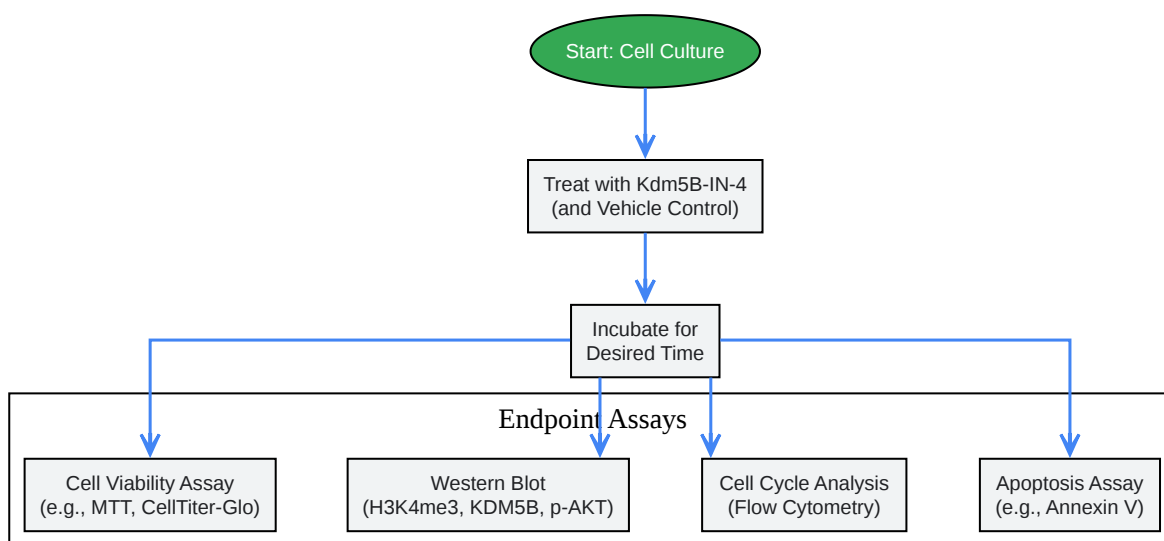 Start: Cell Culture
Treat with Kdm5B-IN-4
(and Vehicle Control)
Incubate for
Desired Time
Endpoint Assays
Cell Viability Assay
(e.g., MTT, CellTiter-Glo)
Western Blot
(H3K4me3, KDM5B, p-AKT)
Cell Cycle Analysis
(Flow Cytometry)
Apoptosis Assay
(e.g., Annexin V)